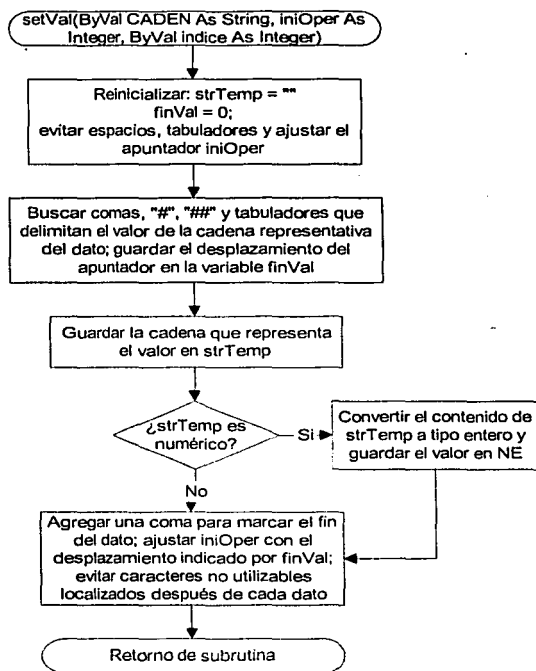 setVal(ByVal CADEN As String, iniOper As
Integer, ByVal indice As Integer)
Reinicializar: strTemp = ""
finVal = 0;
evitar espacios, tabuladores y ajustar el
apuntador iniOper
Buscar comas, "#", "##" y tabuladores que
delimitan el valor de la cadena representativa
del dato; guardar el desplazamiento del
apuntador en la variable finVal
Guardar la cadena que representa
el valor en strTemp
¿strTemp es
numérico?
Si
Convertir el contenido de
strTemp a tipo entero y
guardar el valor en NE
No
Agregar una coma para marcar el fin
del dato; ajustar iniOper con el
desplazamiento indicado por finVal;
evitar caracteres no utilizables
localizados después de cada dato
Retorno de subrutina